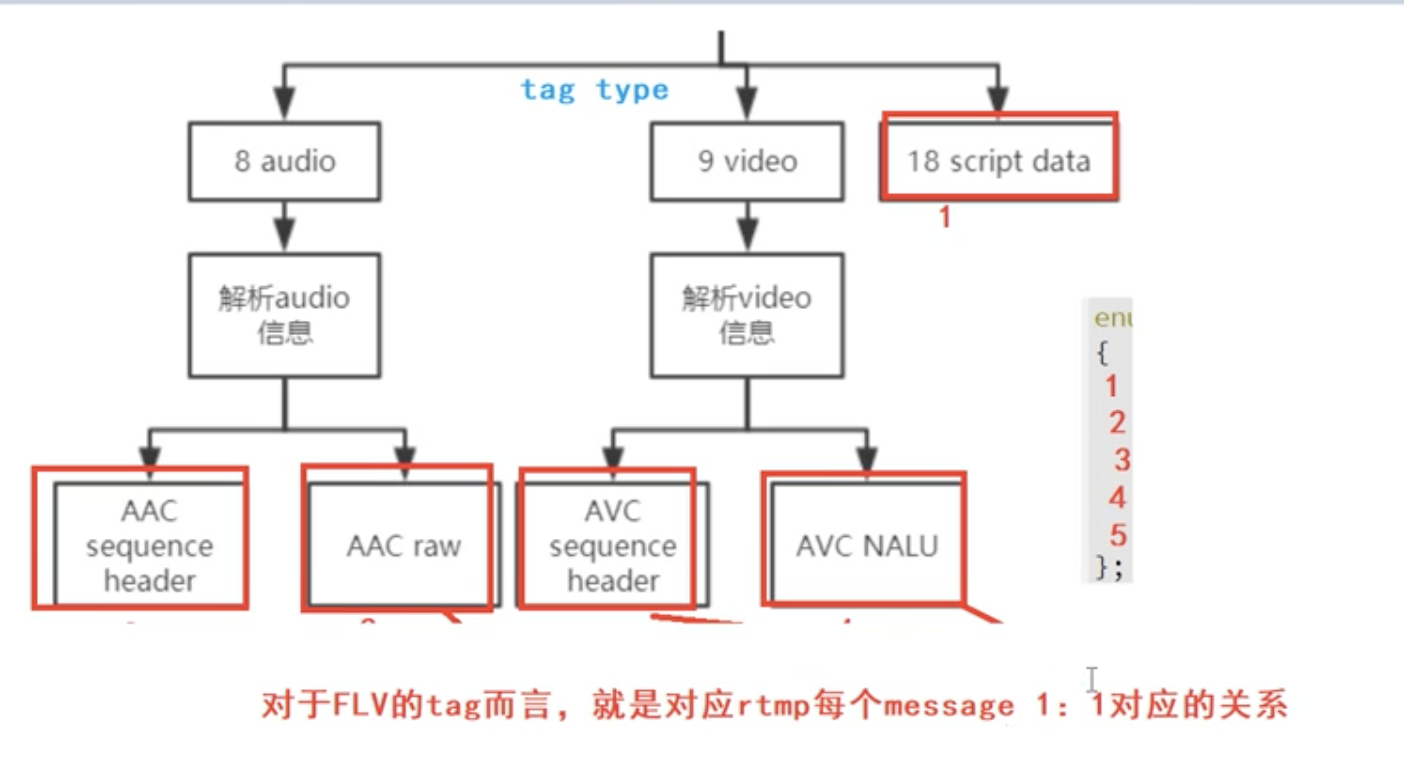 tag type
8 audio
9 video
18 script data
1
解析audio
信息
解析video
信息
{
1
2
3
4
5
};
AAC
sequence
header
AAC raw
AVC
sequence
header
AVC NALU
对于FLV的tag而言，就是对应rtmp每个message 1：1对应的关系